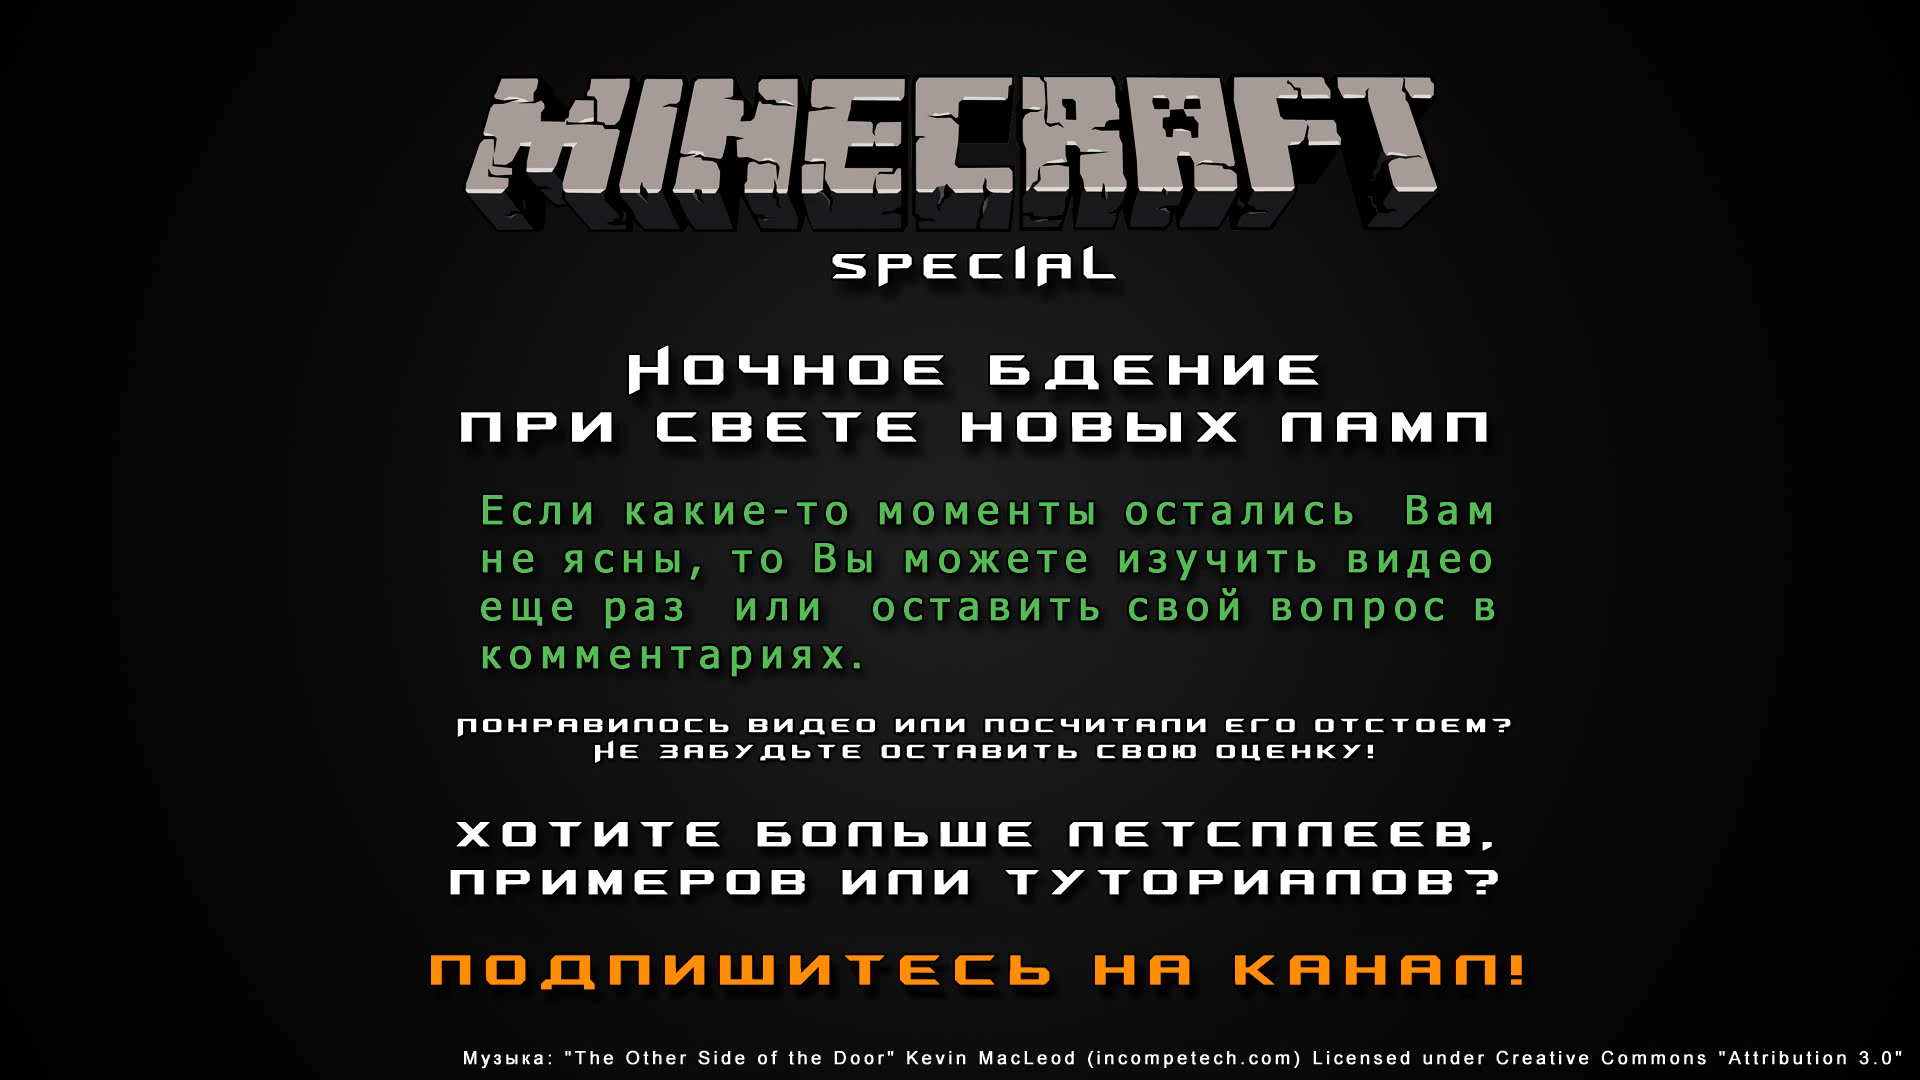 MINECRAFT
SPECIAL
Ночное бдение
при свете новых ламп
Если какие-то моменты остались Вам
не ясны, то Вы можете изучить видео
еще раз или оставить свой вопрос в
комментариях.
Понравилось видео или посчитали его отстоем?
Не забудьте оставить свою оценку!
Хотите больше летсплеев,
примеров или туториалов?
Подпишитесь на канал!
Музыка: "The Other Side of the Door" Kevin MacLeod (incompetech.com) Licensed under Creative Commons "Attribution 3.0"